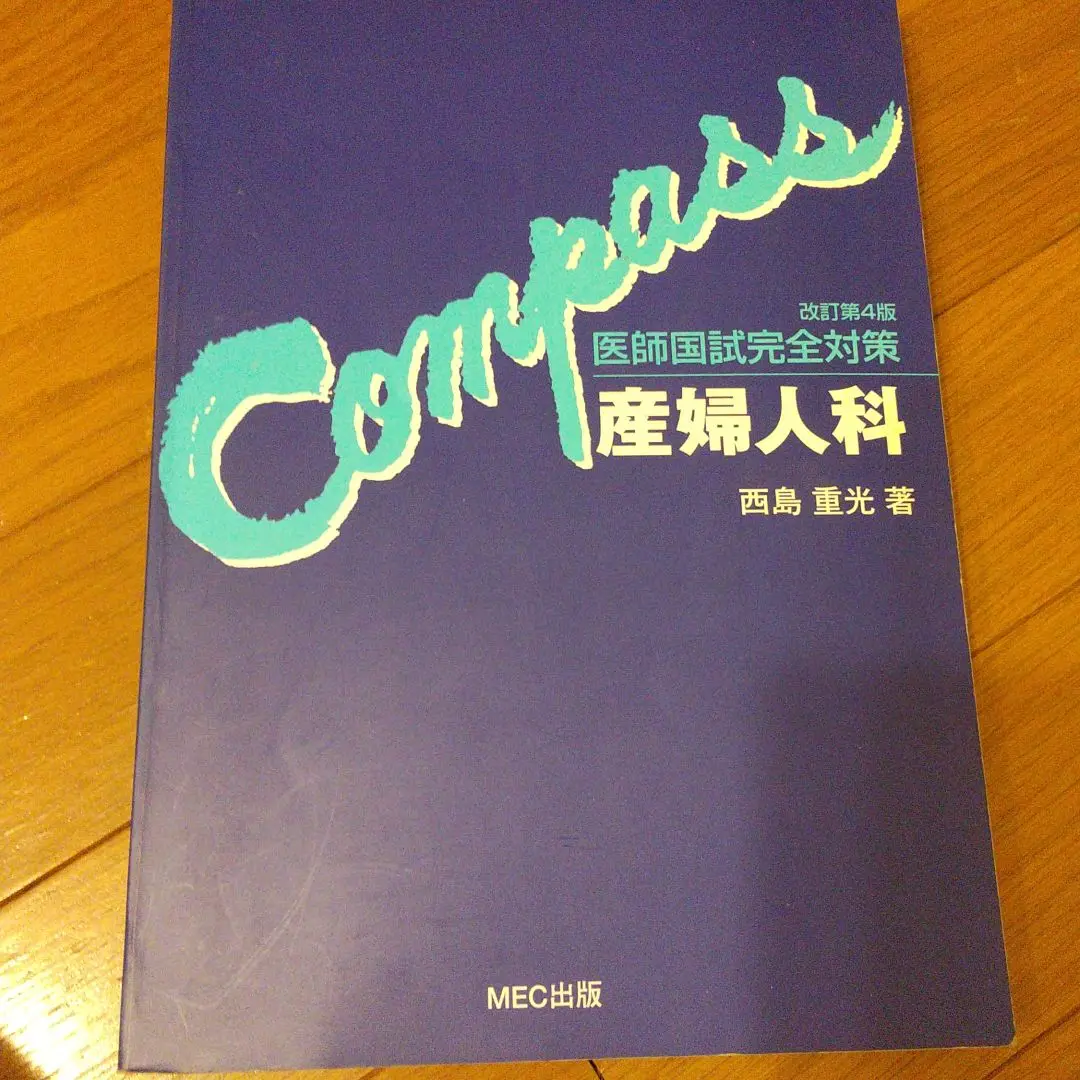 Compass
改訂第4版
医師国試完全対策
産婦人科
西島 重光 著
MEC出版